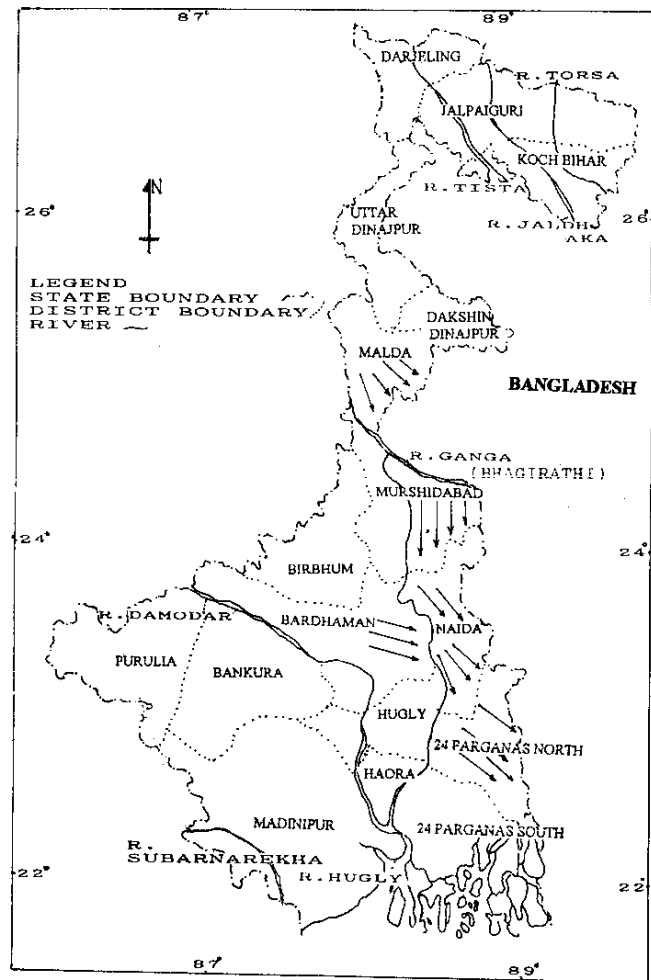 87°
89°
DARJELING
R.TORSA
JALPAIGURI
KOCH BIHAR
R.TISTA
N
26°
UTTAR
DINAJPUR
R.JALDH
AKA
26°
LEGEND
STATE BOUNDARY
DISTRICT BOUNDARY
RIVER
DAKSHIN
DINAJPUR
MALDA
BANGLADESH
R.GANGA
(BHAGIRATHI)
MURSHIDABAD
24°
24°
BIRBHUM
R.DAMODAR
BARDHAMAN
NAIDA
PURULIA
BANKURA
HUGLY
24 PARGANAS NORTH
HAORA
MADINIPUR
24 PARGANAS SOUTH
R.
SUBARNAREKHA
R.HUGLY
22°
22°
87°
89°